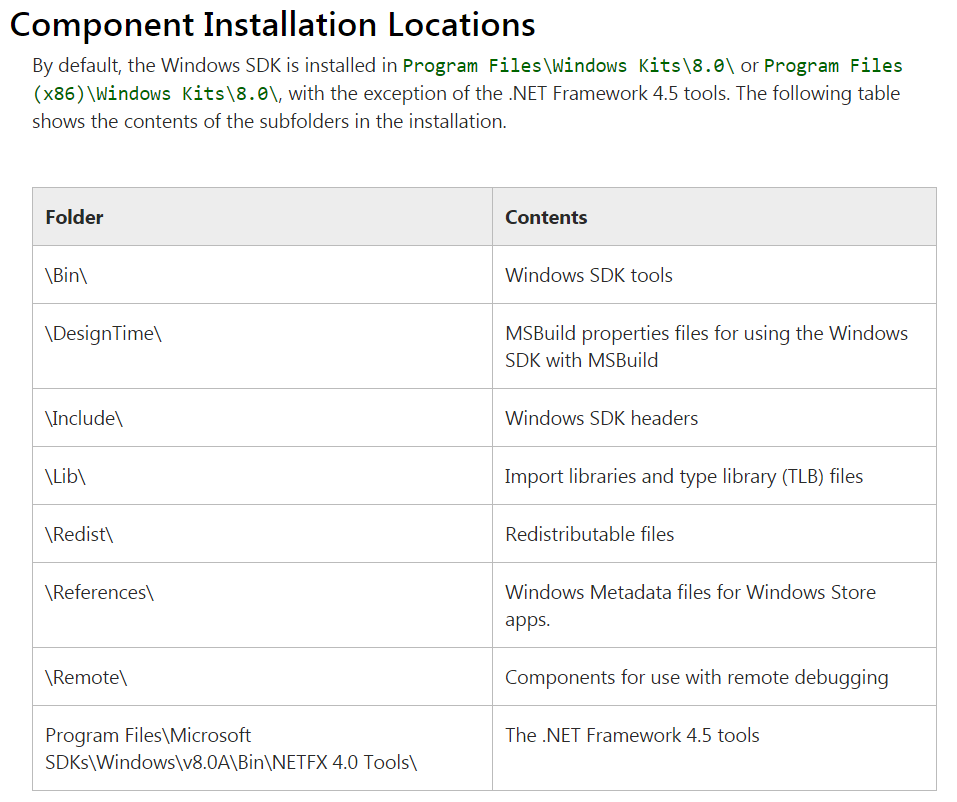 Component Installation Locations
By default, the Windows SDK is installed in Program Files\Windows Kits\8.0\ or Program Files
(x86)\Windows Kits\8.0\, with the exception of the .NET Framework 4.5 tools. The following table
shows the contents of the subfolders in the installation.
Folder Contents
\Bin\ Windows SDK tools
\DesignTime\ MSBuild properties files for using the Windows
SDK with MSBuild
\Include\ Windows SDK headers
\Lib\ Import libraries and type library (TLB) files
\Redist\ Redistributable files
\References\ Windows Metadata files for Windows Store
apps.
\Remote\ Components for use with remote debugging
Program Files\Microsoft The .NET Framework 4.5 tools
SDKs\Windows\v8.0A\Bin\NETFX 4.0 Tools\